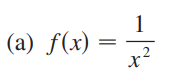 (a) f(x) = 1/x²